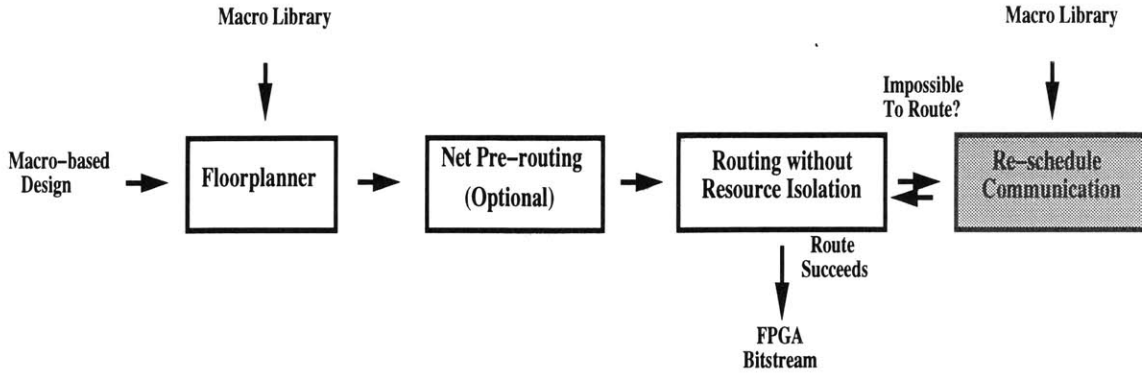 Macro Library
Macro Library
Impossible
To Route?
Macro-based
Design
Floorplanner
Net Pre-routing
(Optional)
Routing without
Resource Isolation
Re-schedule
Communication
Route
Succeeds
FPGA
Bitstream